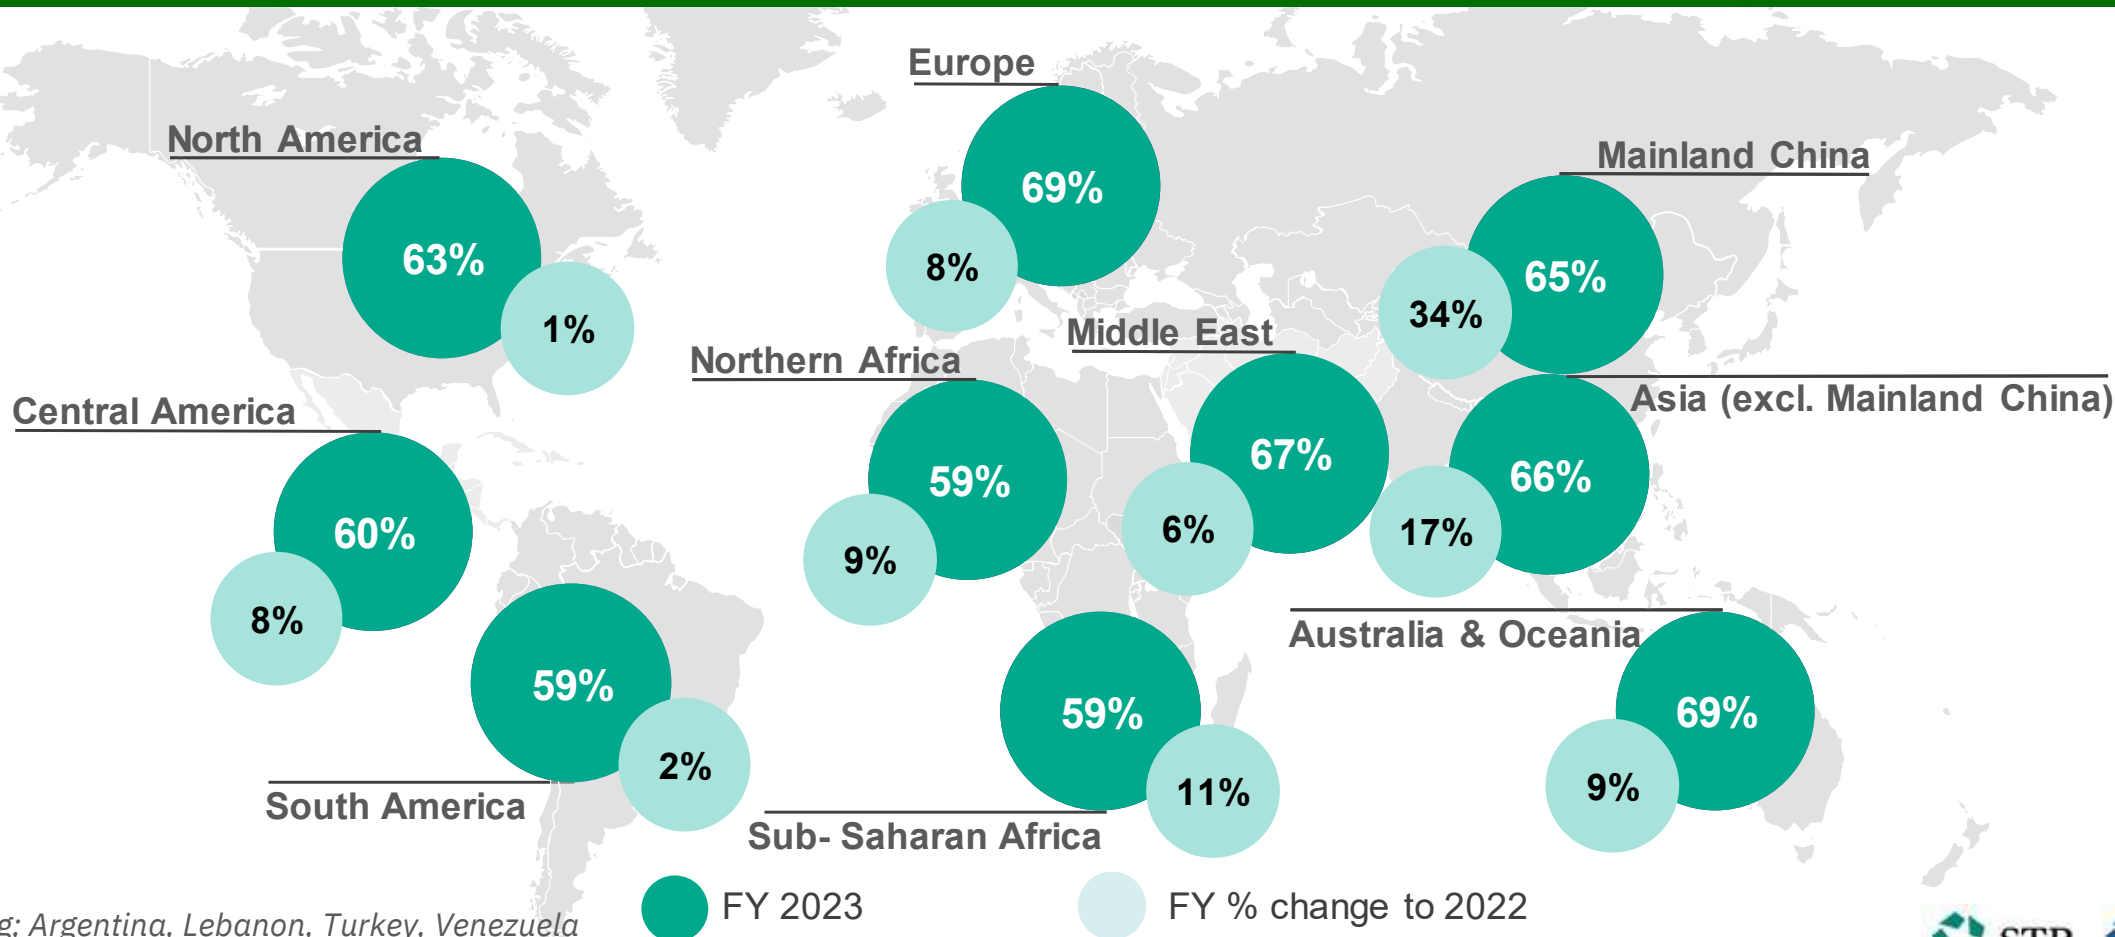 Europe
69%
8%
North America
63%
1%
Mainland China
65%
34%
Middle East
67%
6%
Northern Africa
59%
9%
Asia (excl. Mainland China)
66%
17%
Central America
60%
8%
South America
59%
2%
Sub- Saharan Africa
59%
11%
Australia & Oceania
69%
9%
FY 2023
FY % change to 2022
Argentina, Lebanon, Turkey, Venezuela
STR